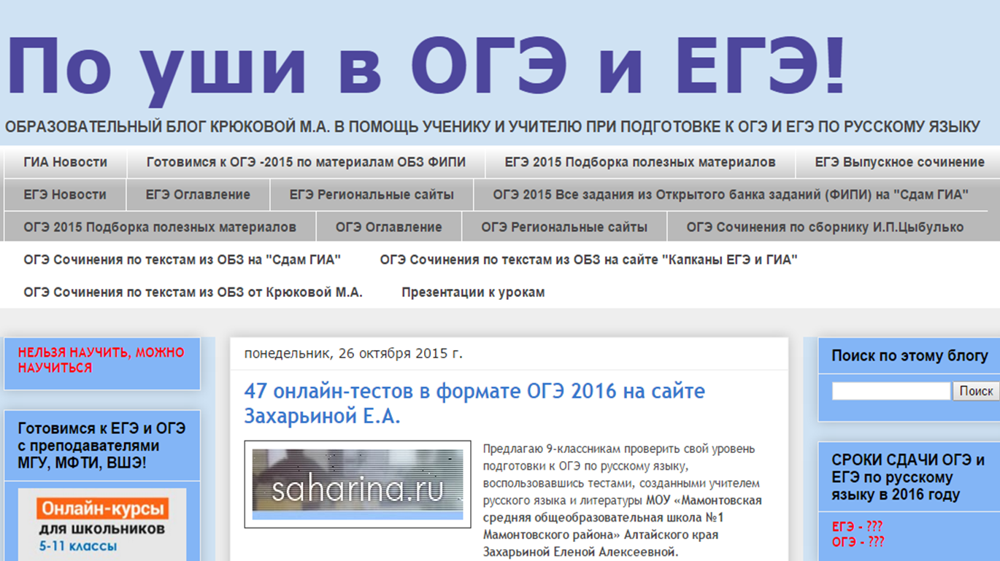 По уши в ОГЭ и ЕГЭ!
ОБРАЗОВАТЕЛЬНЫЙ БЛОГ КРЮКОВОЙ М.А. В ПОМОЩЬ УЧЕНИКУ И УЧИТЕЛЮ ПРИ ПОДГОТОВКЕ К ОГЭ И ЕГЭ ПО РУССКОМУ ЯЗЫКУ
ГИА Новости Готовимся к ОГЭ -2015 по материалам ОБЗ ФИПИ ЕГЭ 2015 Подборка полезных материалов ЕГЭ Выпускное сочинение
ЕГЭ Новости ЕГЭ Оглавление ЕГЭ Региональные сайты ОГЭ 2015 Все задания из Открытого банка заданий (ФИПИ) на "Сдам ГИА"
ОГЭ 2015 Подборка полезных материалов ОГЭ Оглавление ОГЭ Региональные сайты ОГЭ Сочинения по сборнику И.П.Цыбулько
ОГЭ Сочинения по текстам из ОБЗ на "Сдам ГИА" ОГЭ Сочинения по текстам из ОБЗ на сайте "Капканы ЕГЭ и ГИА"
ОГЭ Сочинения по текстам из ОБЗ от Крюковой М.А. Презентации к урокам
НЕЛЬЗЯ НАУЧИТЬ, МОЖНО
НАУЧИТЬСЯ
Готовимся к ЕГЭ и ОГЭ
с преподавателями
МГУ, МФТИ, ВШЭ!
Онлайн-курсы
для школьников
5-11 классы
понедельник, 26 октября 2015 г.
47 онлайн-тестов в формате ОГЭ 2016 на сайте
Захарьиной Е.А.
saharina.ru
Предлагаю 9-классникам проверить свой уровень
подготовки к ОГЭ по русскому языку,
воспользовавшись тестами, созданными учителем
русского языка и литературы МОУ «Мамонтовская
средняя общеобразовательная школа №1
Мамонтовского района» Алтайского края
Захарьиной Еленой Алексеевной.
Поиск по этому блогу
Поиск
СРОКИ СДАЧИ ОГЭ и
ЕГЭ по русскому
языку в 2016 году
ЕГЭ - ???
ОГЭ - ???